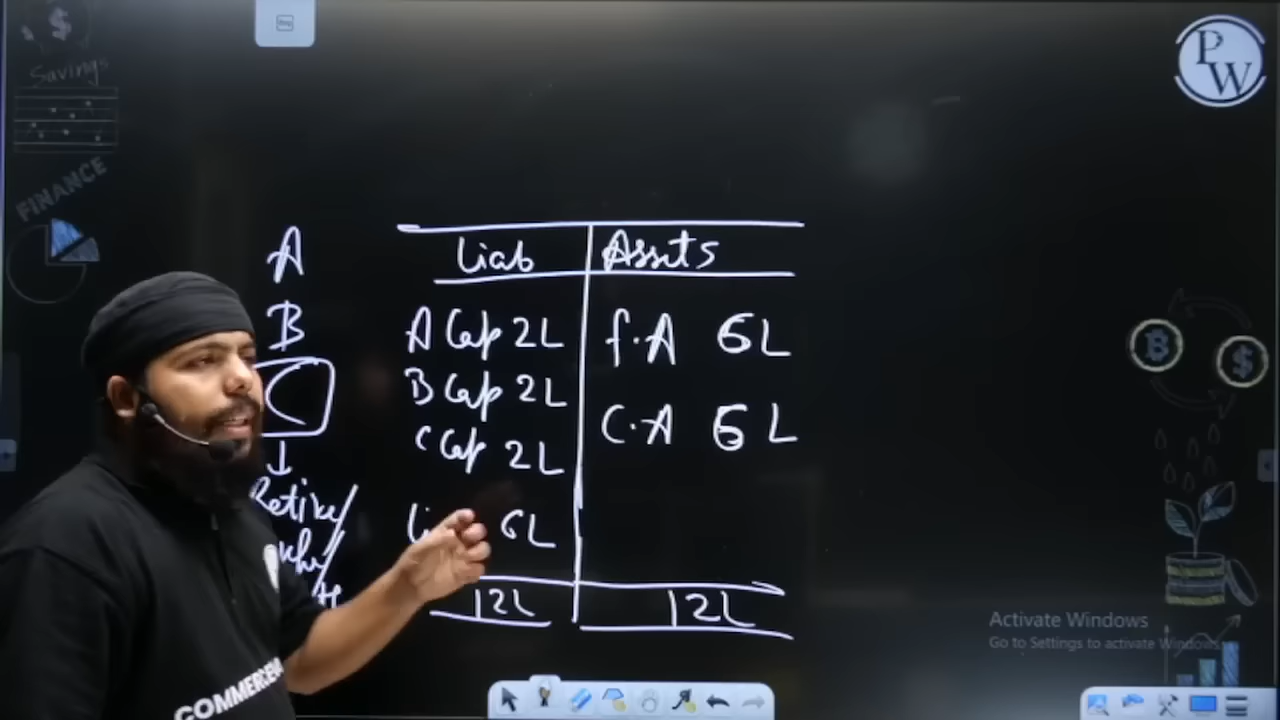 Savings
FINANCE
PW
A
B
C
↓
Retire/
Liab
Assets
A Cap 2L
B Cap 2L
C Cap 2L
6L
12L
F.A 6L
C.A 6L
12L
Activate Windows
Go to Settings to activate Windows.
COMMERCE